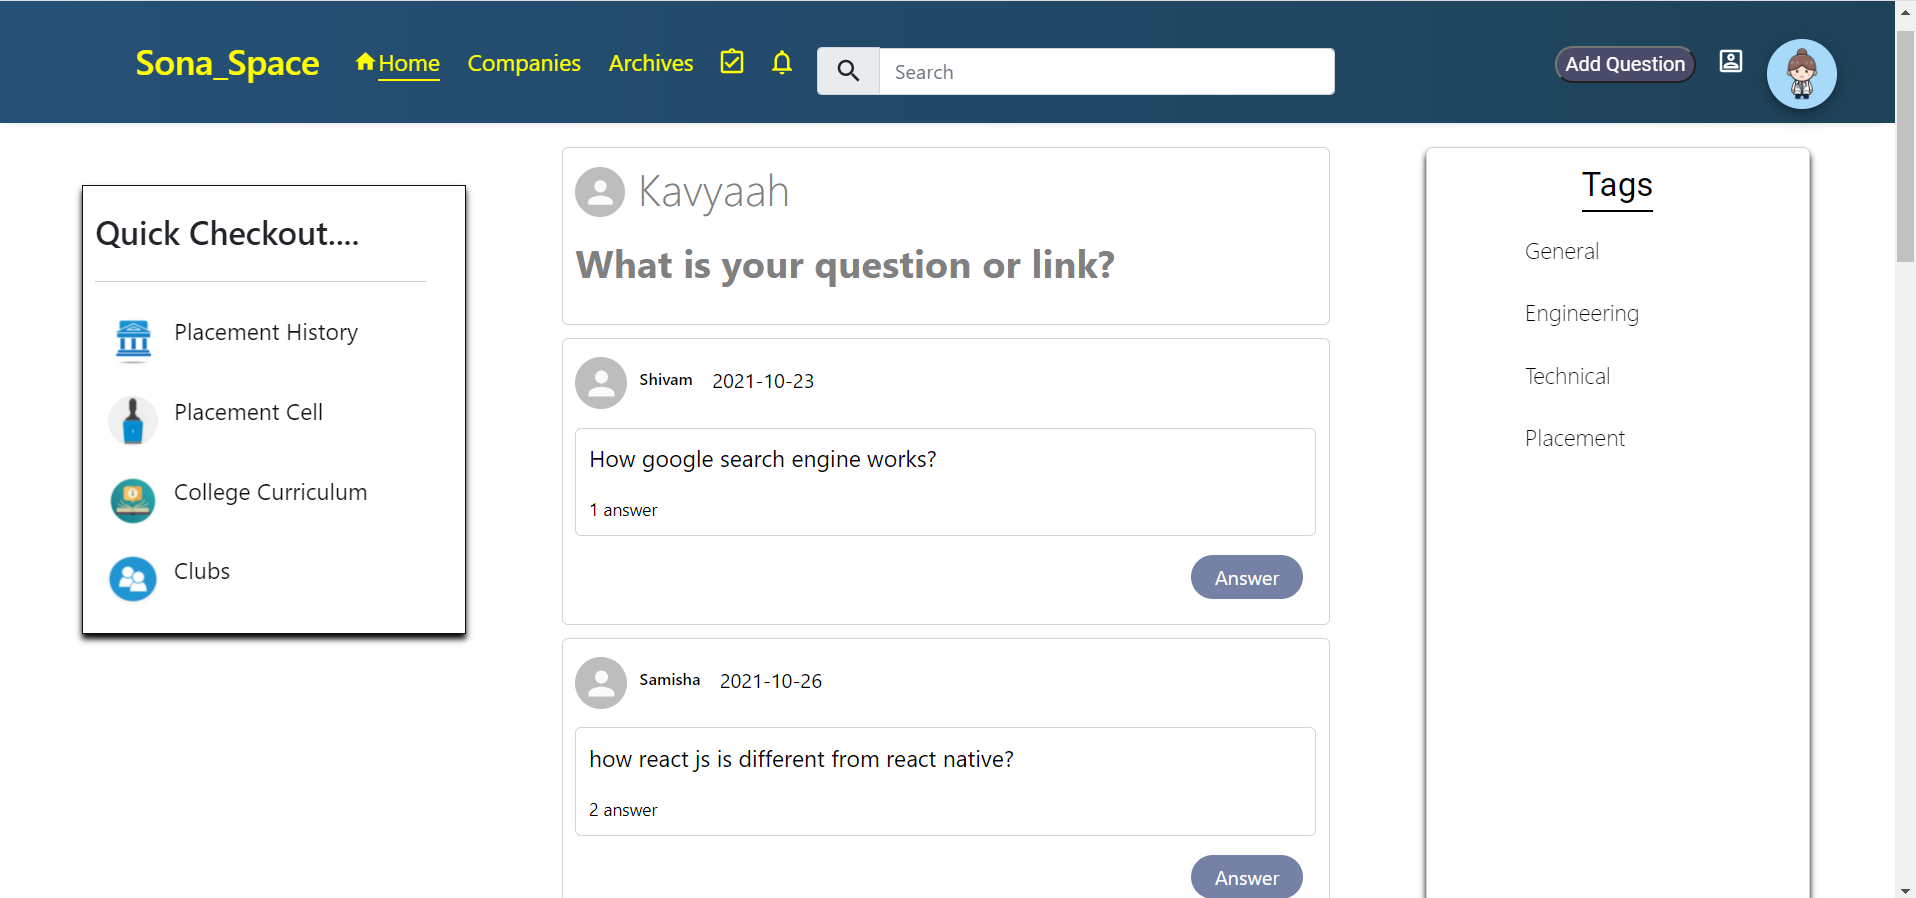 Sona_Space
Home
Companies
Archives
Search
Add Question
Quick Checkout....
Placement History
Placement Cell
College Curriculum
Clubs
Kavyaah
What is your question or link?
Shivam 2021-10-23
How google search engine works?
1 answer
Answer
Samisha 2021-10-26
how react js is different from react native?
2 answer
Answer
Tags
General
Engineering
Technical
Placement